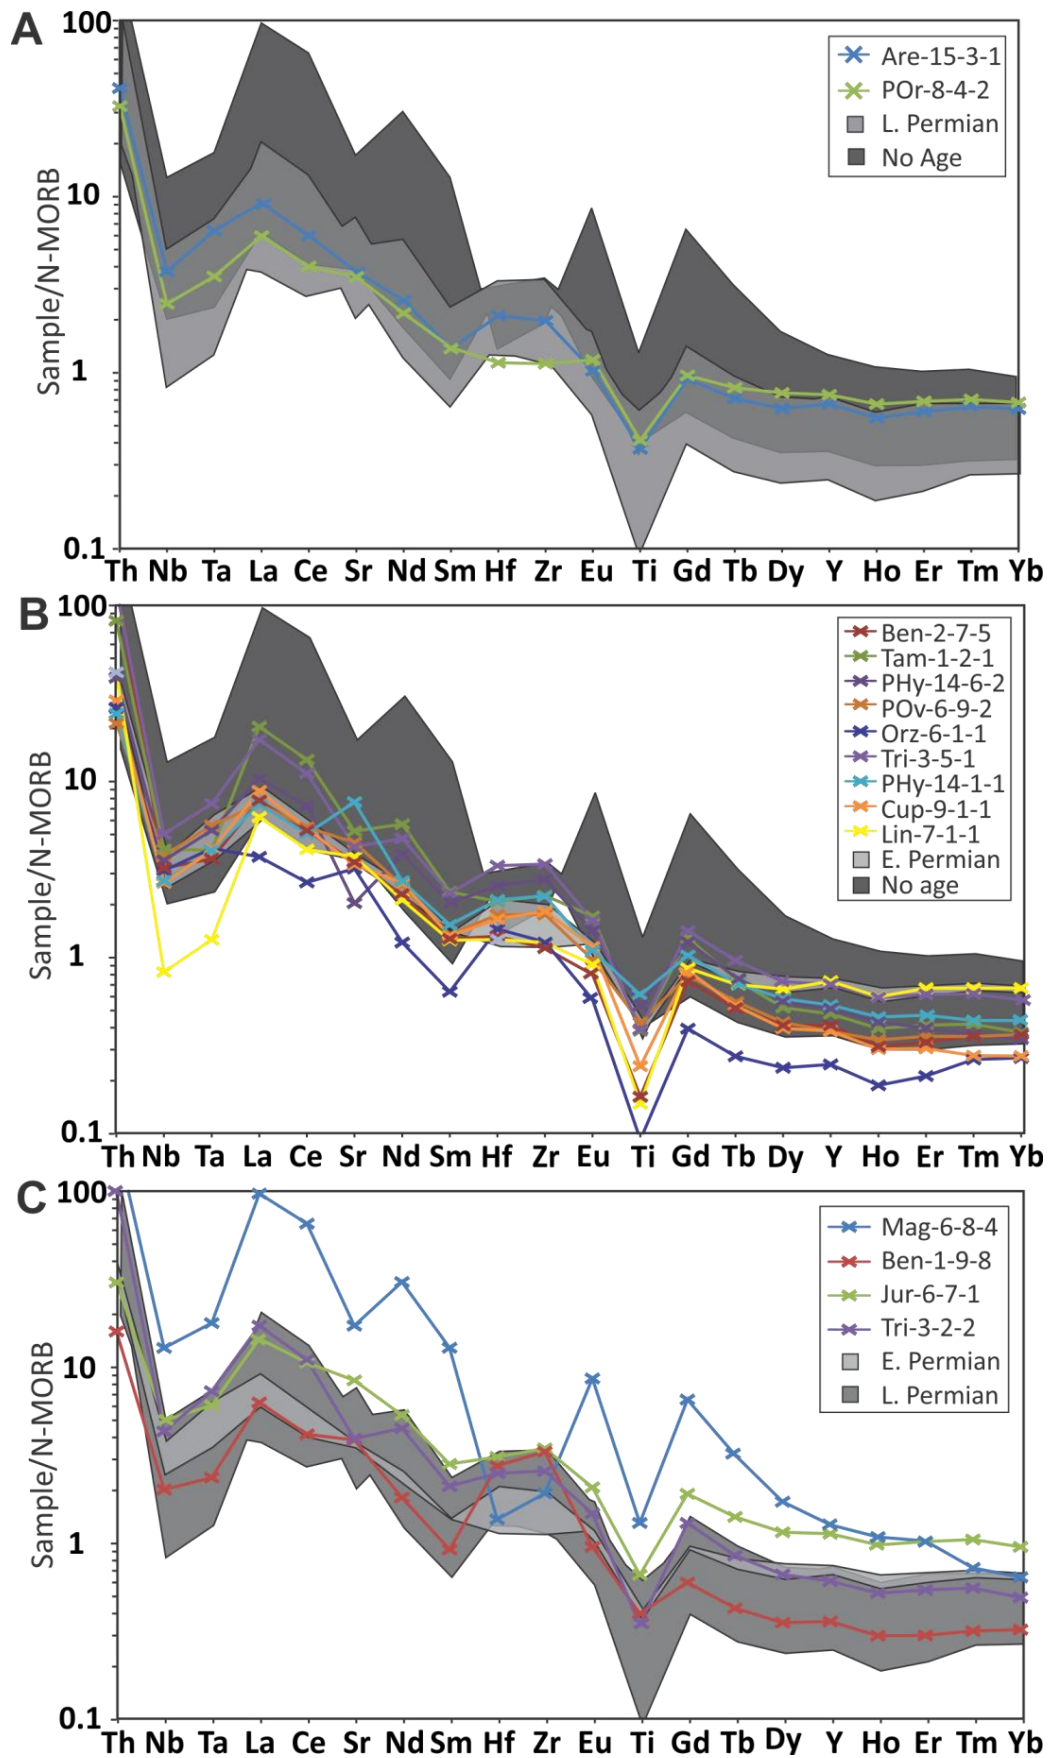 A
100
10
1
0.1
Sample/N-MORB
Are-15-3-1
POr-8-4-2
L. Permian
No Age
Th Nb Ta La Ce Sr Nd Sm Hf Zr Eu Ti Gd Tb Dy Y Ho Er Tm Yb
B
100
10
1
0.1
Sample/N-MORB
Ben-2-7-5
Tam-1-2-1
PHy-14-6-2
POv-6-9-2
Orz-6-1-1
Tri-3-5-1
PHy-14-1-1
Cup-9-1-1
Lin-7-1-1
E. Permian
No age
Th Nb Ta La Ce Sr Nd Sm Hf Zr Eu Ti Gd Tb Dy Y Ho Er Tm Yb
C
100
10
1
0.1
Sample/N-MORB
Mag-6-8-4
Ben-1-9-8
Jur-6-7-1
Tri-3-2-2
E. Permian
L. Permian
Th Nb Ta La Ce Sr Nd Sm Hf Zr Eu Ti Gd Tb Dy Y Ho Er Tm Yb